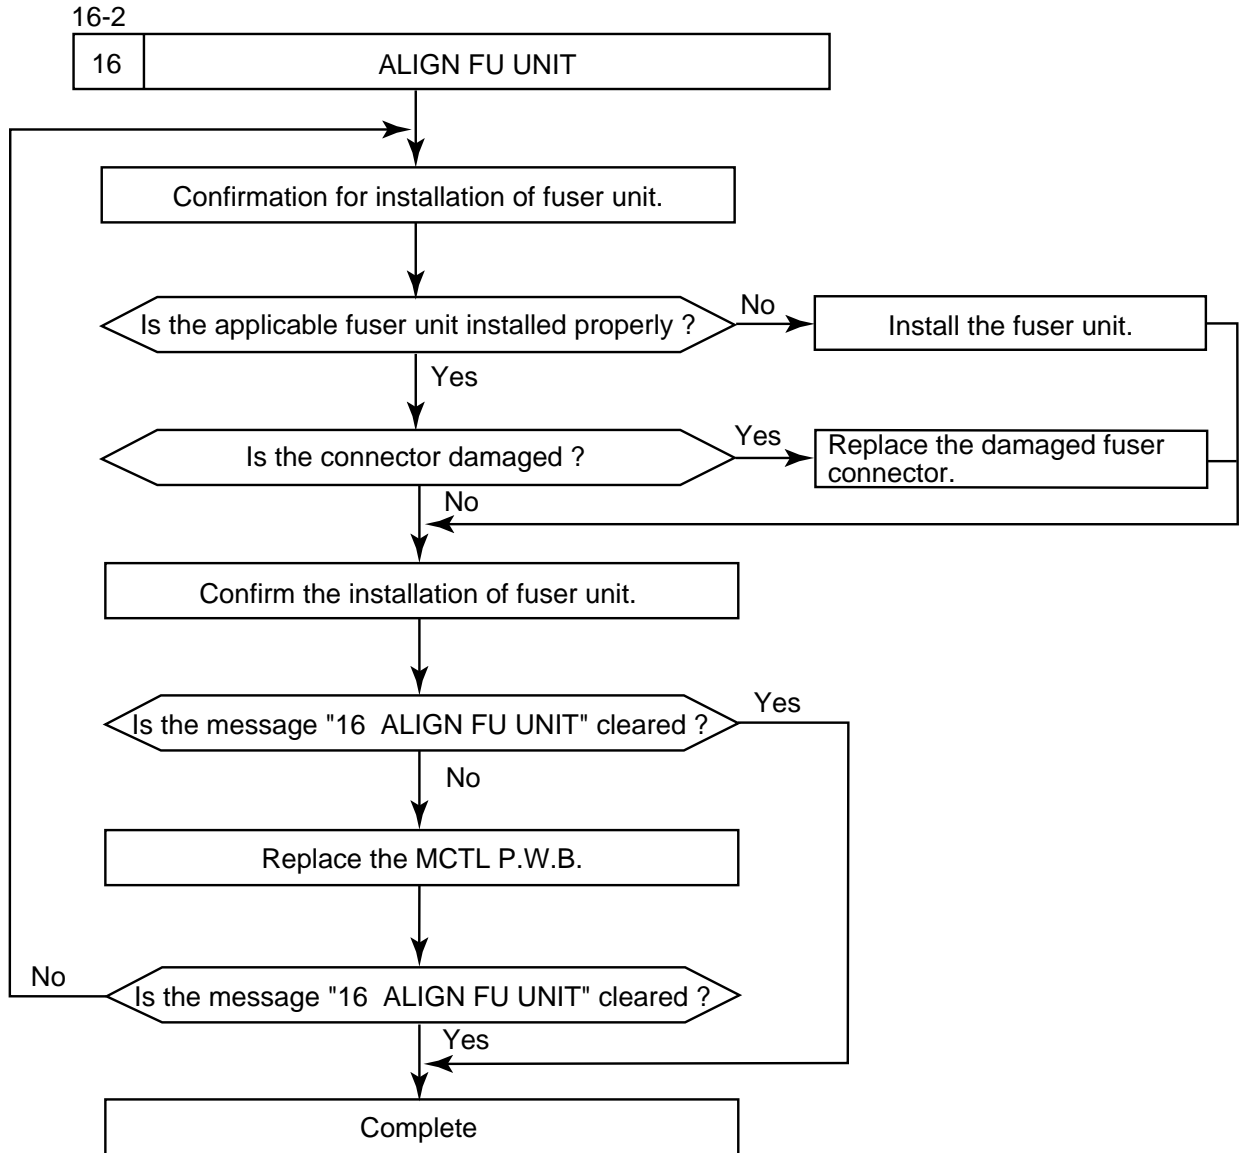 16-2
16 ALIGN FU UNIT
Confirmation for installation of fuser unit.
Is the applicable fuser unit installed properly ?
No
Install the fuser unit.
Yes
Is the connector damaged ?
Yes
Replace the damaged fuser
connector.
No
Confirm the installation of fuser unit.
Is the message "16 ALIGN FU UNIT" cleared ?
Yes
No
Replace the MCTL P.W.B.
No
Is the message "16 ALIGN FU UNIT" cleared ?
Yes
Complete